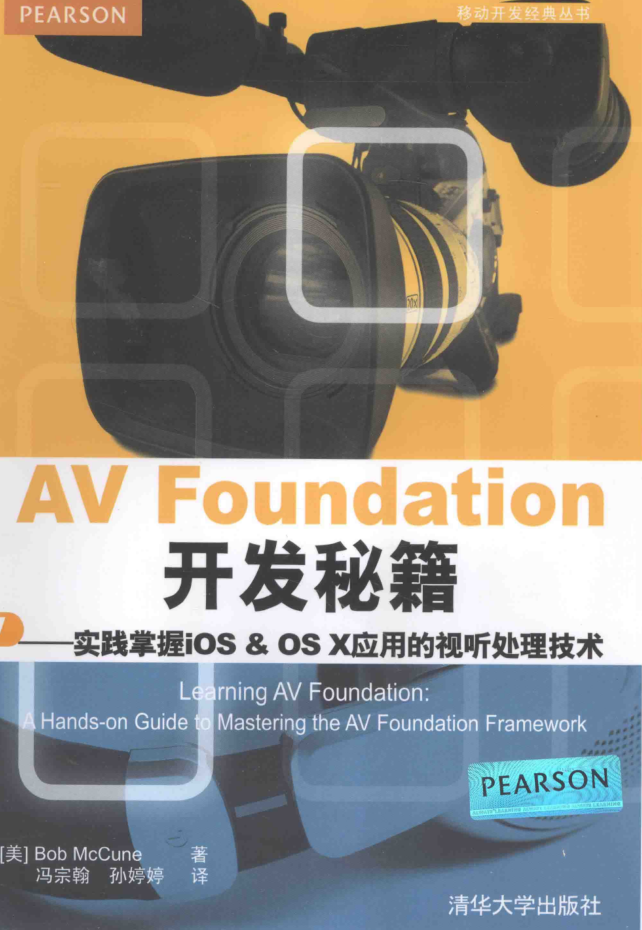 PEARSON
移动开发经典丛书
AV Foundation
开发秘籍
——实践掌握iOS & OS X应用的视听处理技术
Learning AV Foundation:
A Hands-on Guide to Mastering the AV Foundation Framework
PEARSON
[美] Bob McCune 著
冯宗翰 孙婷婷 译
清华大学出版社